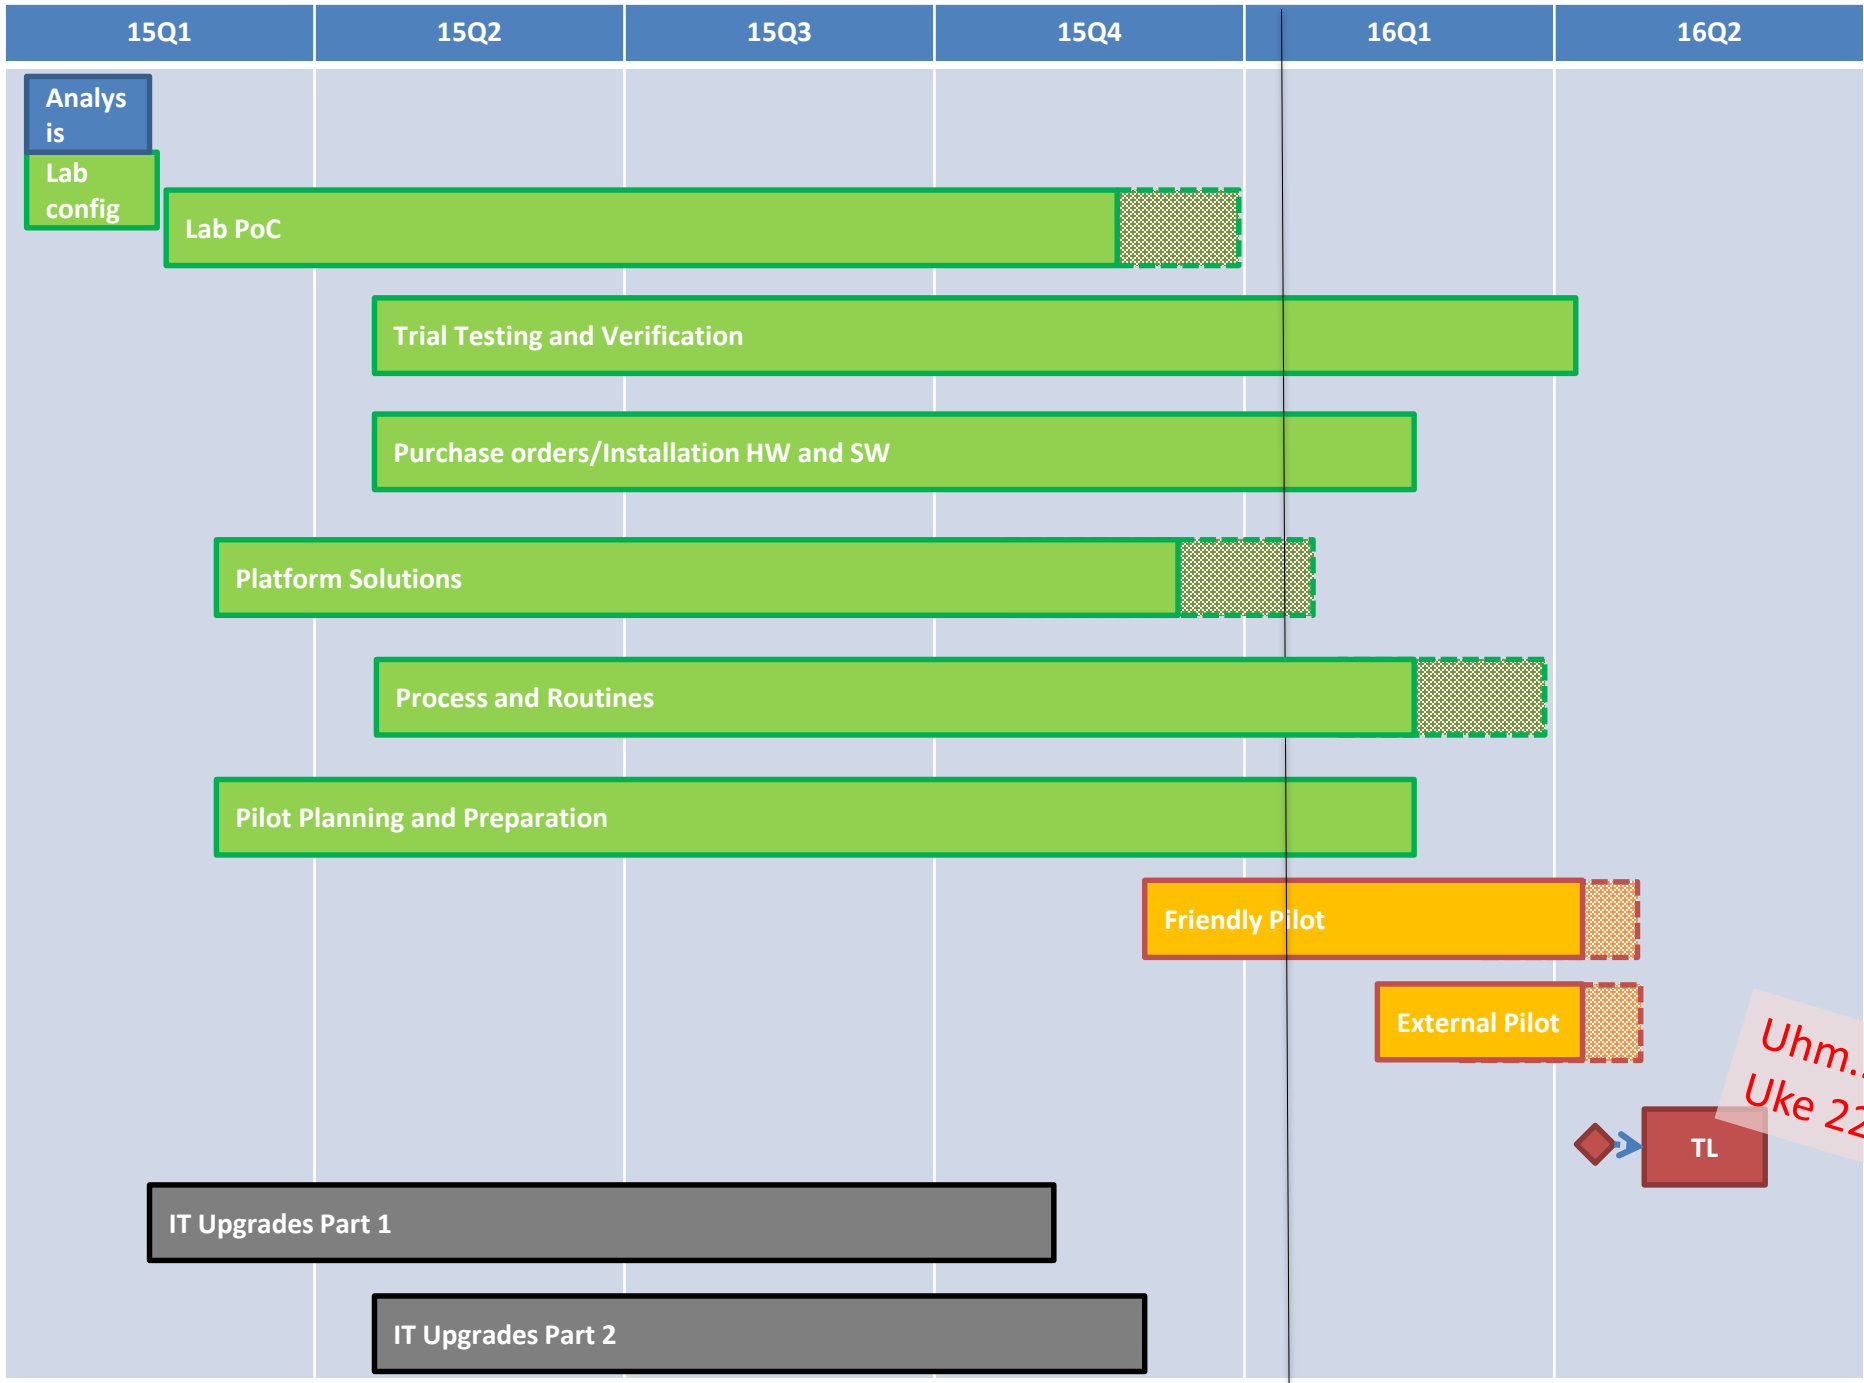 15Q1 15Q2 15Q3 15Q4 16Q1 16Q2
Analys
is
Lab
config
Lab PoC
Trial Testing and Verification
Purchase orders/Installation HW and SW
Platform Solutions
Process and Routines
Pilot Planning and Preparation
Friendly Pilot
External Pilot
Uhm..
Uke 22
TL
IT Upgrades Part 1
IT Upgrades Part 2